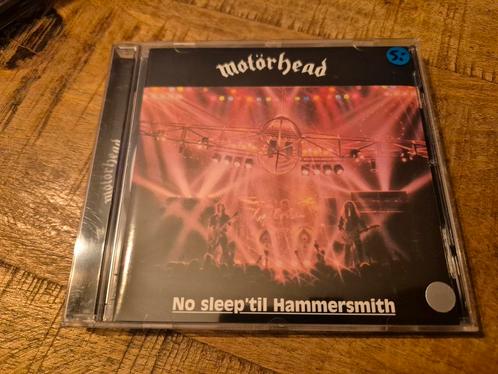 motörhead
motörhead
No sleep'til Hammersmith